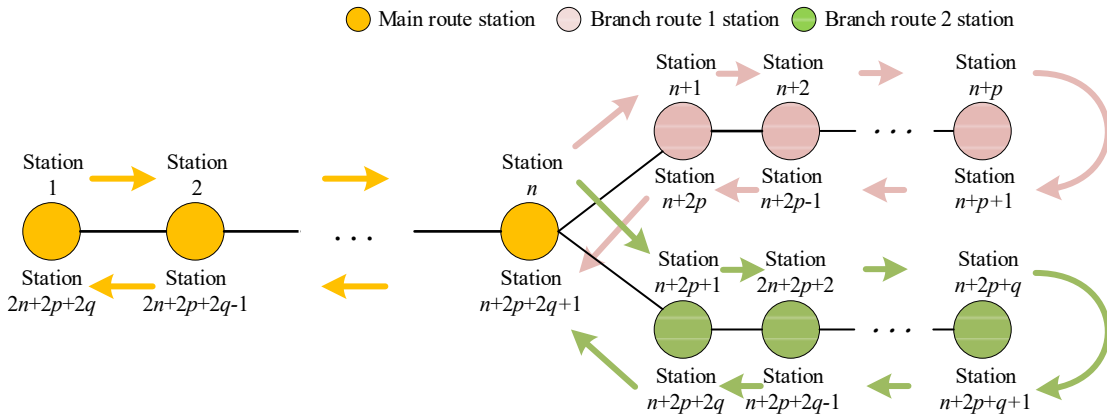 Main route station
Branch route 1 station
Branch route 2 station
Station
n+1
Station
n+2
Station
n+p
Station
1
Station
2
Station
n
Station
n+2p
Station
n+2p-1
Station
n+p+1
...
...
Station
2n+2p+2q
Station
2n+2p+2q-1
Station
n+2p+2q+1
Station
n+2p+1
Station
2n+2p+2
Station
n+2p+q
...
Station
n+2p+2q
Station
n+2p+2q-1
Station
n+2p+q+1